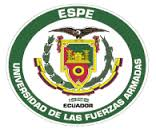 ESPE
UNIVERSIDAD DE LAS FUERZAS ARMADAS
ECUADOR